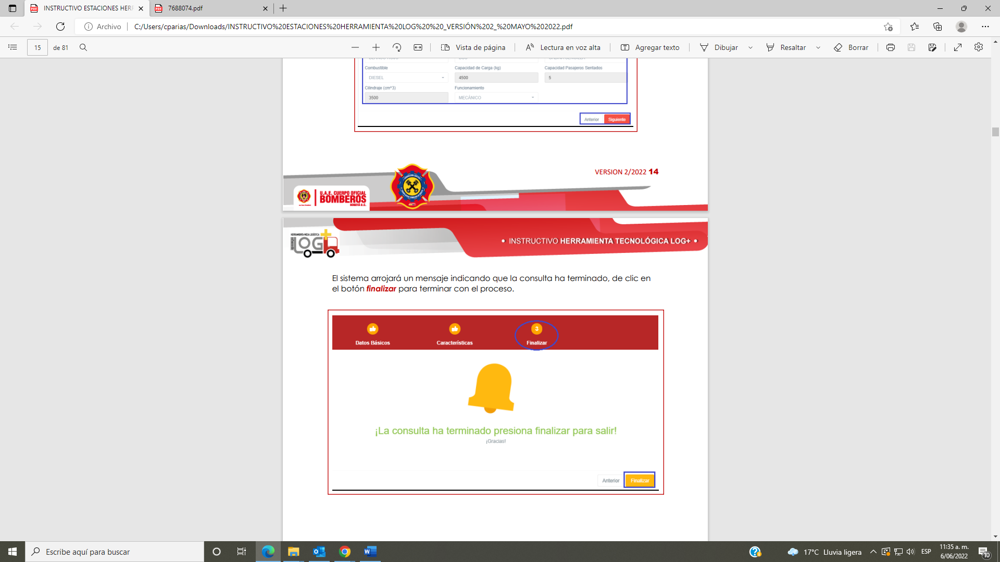 INSTRUCTIVO ESTACIONES HERR
7688074.pdf
Archivo
C:/Users/cparias/Downloads/INSTRUCTIVO%20ESTACIONES%20HERRAMIENTA%20LOG%20%20_VERSIÓN%202_%20MAYO%202022.pdf
15 de 81
Vista de página
Lectura en voz alta
Agregar texto
Dibujar
Resaltar
Borrar
Combustible
Capacidad de Carga (kg)
Capacidad Pasajeros Sentados
DIESEL
4500
5
Cilindraje (cm^3)
Funcionamiento
3500
MECÁNICO
Anterior
Siguiente
VERSION 2/2022 14
U.A.E. CUERPO OFICIAL
BOMBEROS
BOGOTÁ D.C.
HERRAMIENTA MESA LOGÍSTICA
LOG
• INSTRUCTIVO HERRAMIENTA TECNOLÓGICA LOG+ •
El sistema arrojará un mensaje indicando que la consulta ha terminado, de clic en
el botón finalizar para terminar con el proceso.
3
Datos Básicos
Características
Finalizar
¡La consulta ha terminado presiona finalizar para salir!
¡Gracias!
Anterior
Finalizar
Escribe aquí para buscar
17°C Lluvia ligera
ESP
11:35 a. m.
6/06/2022
10